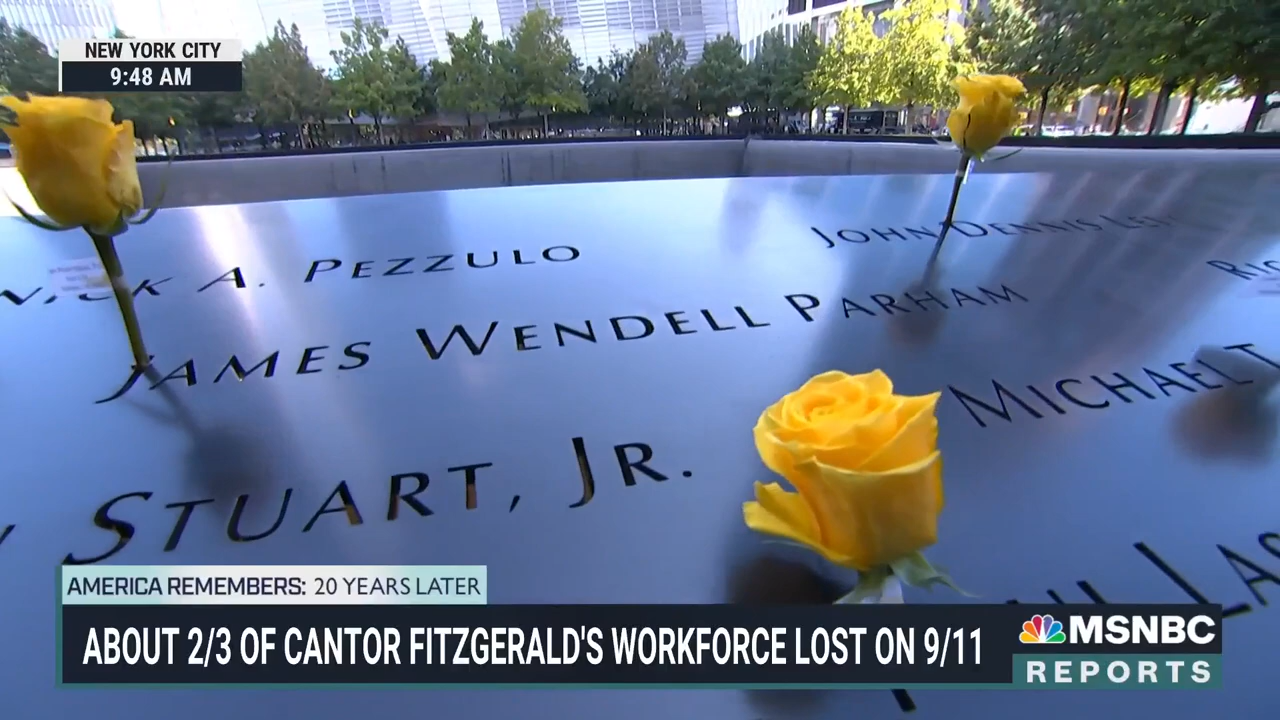 NEW YORK CITY
9:48 AM
A. PEZZULO
JOHN DENNIS
JAMES WENDELL PARHAM
MICHAEL T
STUART, JR.
AMERICA REMEMBERS: 20 YEARS LATER
ABOUT 2/3 OF CANTOR FITZGERALD'S WORKFORCE LOST ON 9/11
MSNBC
REPORTS